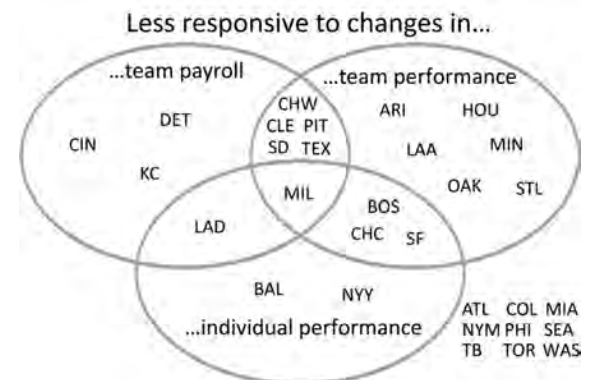 Less responsive to changes in...
...team payroll
...team performance
CHW
CLE PIT
SD TEX
ARI HOU
DET
CIN
LAA MIN
KC
OAK STL
MIL
BOS
LAD
CHC SF
BAL NYY
...individual performance
ATL COL MIA
NYM PHI SEA
TB TOR WAS